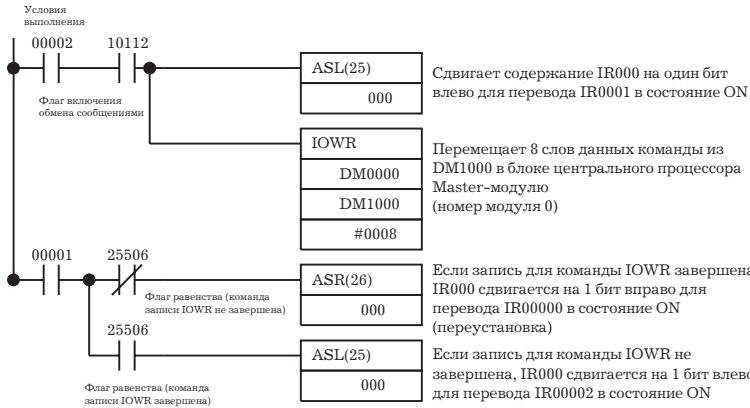 Условия
выполнения
00002
10112
Флаг включения
обмена сообщениями
ASL(25)
000
Сдвигает содержание IR000 на один бит
влево для перевода IR0001 в состояние ON
IOWR
DM0000
DM1000
#0008
Перемещает 8 слов данных команды из
DM1000 в блоке центрального процессора
Master-модулю
(номер модуля 0)
00001
25506
Флаг равенства (команда
записи IOWR не завершена)
ASR(26)
000
Если запись для команды IOWR завершена
IR000 сдвигается на 1 бит вправо для
перевода IR00000 в состояние ON
(переустановка)
25506
Флаг равенства (команда
записи IOWR завершена)
ASL(25)
000
Если запись для команды IOWR не
завершена, IR000 сдвигается на 1 бит влево
для перевода IR00002 в состояние ON